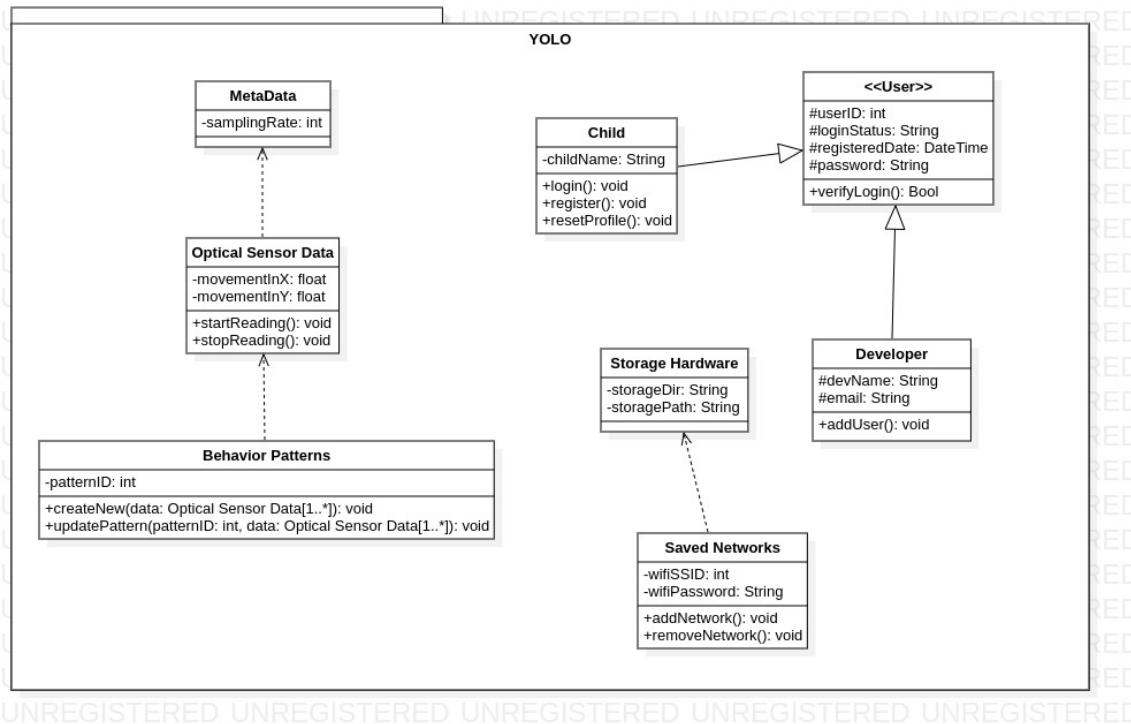 YOLO
MetaData
-samplingRate: int
Optical Sensor Data
-movementInX: float
-movementInY: float
+startReading(): void
+stopReading(): void
Behavior Patterns
-patternID: int
+createNew(data: Optical Sensor Data[1..*]): void
+updatePattern(patternID: int, data: Optical Sensor Data[1..*]): void
Child
-childName: String
+login(): void
+register(): void
+resetProfile(): void
<<User>>
#userID: int
#loginStatus: String
#registeredDate: DateTime
#password: String
+verifyLogin(): Bool
Storage Hardware
-storageDir: String
-storagePath: String
Developer
#devName: String
#email: String
+addUser(): void
Saved Networks
-wifiSSID: int
-wifiPassword: String
+addNetwork(): void
+removeNetwork(): void
UNREGISTERED UNREGISTERED UNREGISTERED UNREGISTERED UNREGISTERED